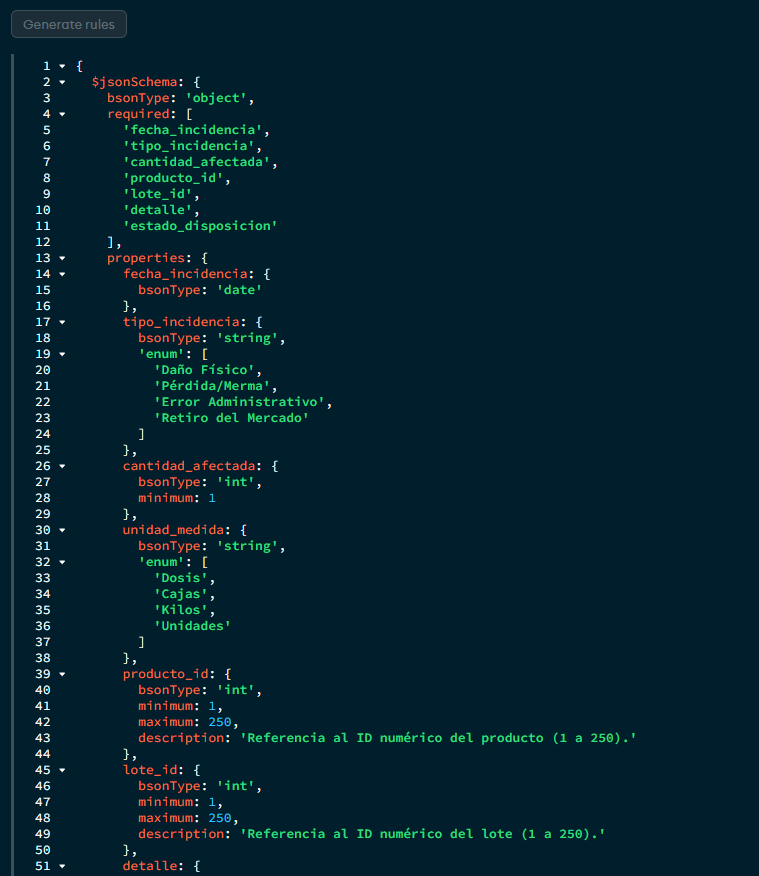 Generate rules
1 {
2 $jsonSchema: {
3 bsonType: 'object',
4 required: [
5 'fecha_incidencia',
6 'tipo_incidencia',
7 'cantidad_afectada',
8 'producto_id',
9 'lote_id',
10 'detalle',
11 'estado_disposicion'
12 ],
13 properties: {
14 fecha_incidencia: {
15 bsonType: 'date'
16 },
17 tipo_incidencia: {
18 bsonType: 'string',
19 'enum': [
20 'Daño Físico',
21 'Pérdida/Merma',
22 'Error Administrativo',
23 'Retiro del Mercado'
24 ]
25 },
26 cantidad_afectada: {
27 bsonType: 'int',
28 minimum: 1
29 },
30 unidad_medida: {
31 bsonType: 'string',
32 'enum': [
33 'Dosis',
34 'Cajas',
35 'Kilos',
36 'Unidades'
37 ]
38 },
39 producto_id: {
40 bsonType: 'int',
41 minimum: 1,
42 maximum: 250,
43 description: 'Referencia al ID numérico del producto (1 a 250).'
44 },
45 lote_id: {
46 bsonType: 'int',
47 minimum: 1,
48 maximum: 250,
49 description: 'Referencia al ID numérico del lote (1 a 250).'
50 },
51 detalle: {